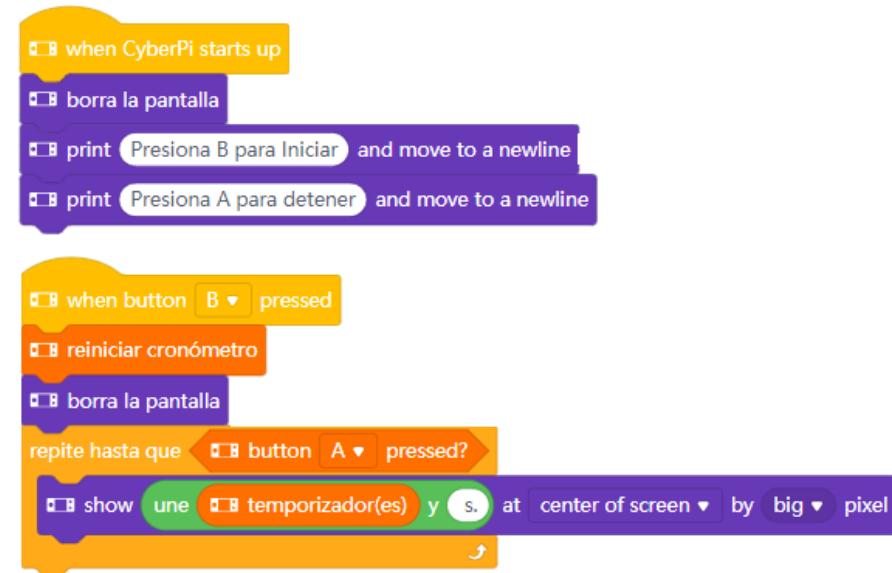 when CyberPi starts up
borra la pantalla
print Presiona B para Iniciar and move to a newline
print Presiona A para detener and move to a newline
when button B pressed
reiniciar cronómetro
borra la pantalla
repite hasta que button A pressed?
show une temporizador(es) y s. at center of screen by big pixel